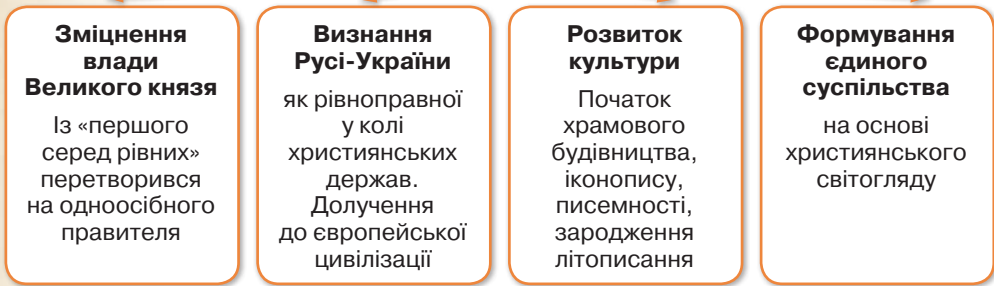 Зміцнення
влади
Великого князя
Із «першого
серед рівних»
перетворився
на одноосібного
правителя
Визнання
Русі-України
як рівноправної
у колі
християнських
держав.
Долучення
до європейської
цивілізації
Розвиток
культури
Початок
храмового
будівництва,
іконопису,
писемності,
зародження
літописання
Формування
єдиного
суспільства
на основі
християнського
світогляду